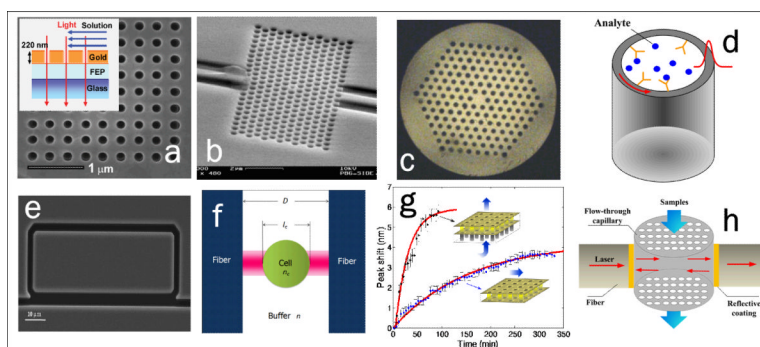 Light Solution
220 nm
Gold
FEP
Glass
1 µm
a
b
2µm
c
Analyte
d
e
f
D
Fiber
Cell
Fiber
Buffer n
g
Peak shift (nm)
7
6
5
4
3
2
1
0
0 50 100 150 200 250 300 350
Time (min)
Samples
Flow-through
capillary
h
Laser
Fiber
Reflective
coating